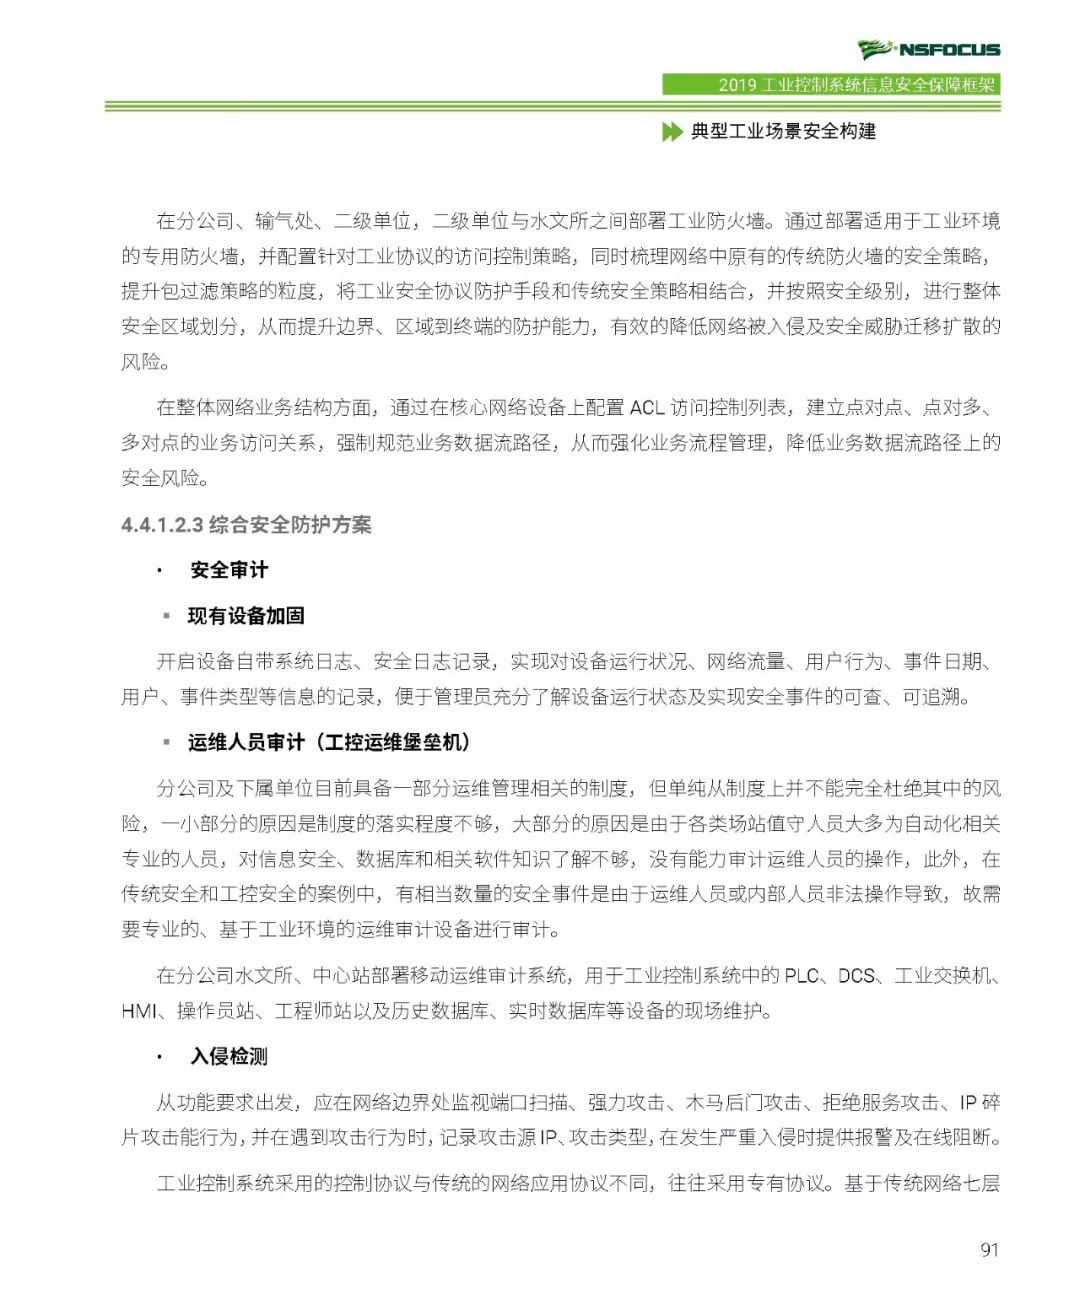 NSFOCUS
2019 工业控制系统信息安全保障框架
典型工业场景安全构建
在分公司、输气处、二级单位，二级单位与水文所之间部署工业防火墙。通过部署适用于工业环境
的专用防火墙，并配置针对工业协议的访问控制策略，同时梳理网络中原有的传统防火墙的安全策略，
提升包过滤策略的粒度，将工业安全协议防护手段和传统安全策略相结合，并按照安全级别，进行整体
安全区域划分，从而提升边界、区域到终端的防护能力，有效的降低网络被入侵及安全威胁迁移扩散的
风险。
在整体网络业务结构方面，通过在核心网络设备上配置 ACL 访问控制列表，建立点对点、点对多、
多对点的业务访问关系，强制规范业务数据流路径，从而强化业务流程管理，降低业务数据流路径上的
安全风险。
4.4.1.2.3 综合安全防护方案
· 安全审计
▪ 现有设备加固
开启设备自带系统日志、安全日志记录，实现对设备运行状况、网络流量、用户行为、事件日期、
用户、事件类型等信息的记录，便于管理员充分了解设备运行状态及实现安全事件的可查、可追溯。
▪ 运维人员审计（工控运维堡垒机）
分公司及下属单位目前具备一部分运维管理相关的制度，但单纯从制度上并不能完全杜绝其中的风
险，一小部分的原因是制度的落实程度不够，大部分的原因是由于各类场站值守人员大多为自动化相关
专业的人员，对信息安全、数据库和相关软件知识了解不够，没有能力审计运维人员的操作，此外，在
传统安全和工控安全的案例中，有相当数量的安全事件是由于运维人员或内部人员非法操作导致，故需
要专业的、基于工业环境的运维审计设备进行审计。
在分公司水文所、中心站部署移动运维审计系统，用于工业控制系统中的 PLC、DCS、工业交换机、
HMI、操作员站、工程师站以及历史数据库、实时数据库等设备的现场维护。
· 入侵检测
从功能要求出发，应在网络边界处监视端口扫描、强力攻击、木马后门攻击、拒绝服务攻击、IP 碎
片攻击能行为，并在遇到攻击行为时，记录攻击源 IP、攻击类型，在发生严重入侵时提供报警及在线阻断。
工业控制系统采用的控制协议与传统的网络应用协议不同，往往采用专有协议。基于传统网络七层
91